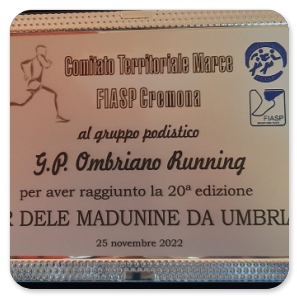 Comitato Territoriale Marce
FIASP Cremona
al gruppo podistico
G.P. Ombriano Running
per aver raggiunto la 20ª edizione
R DELE MADUNINE DA UMBRIA
25 novembre 2022
FIASP